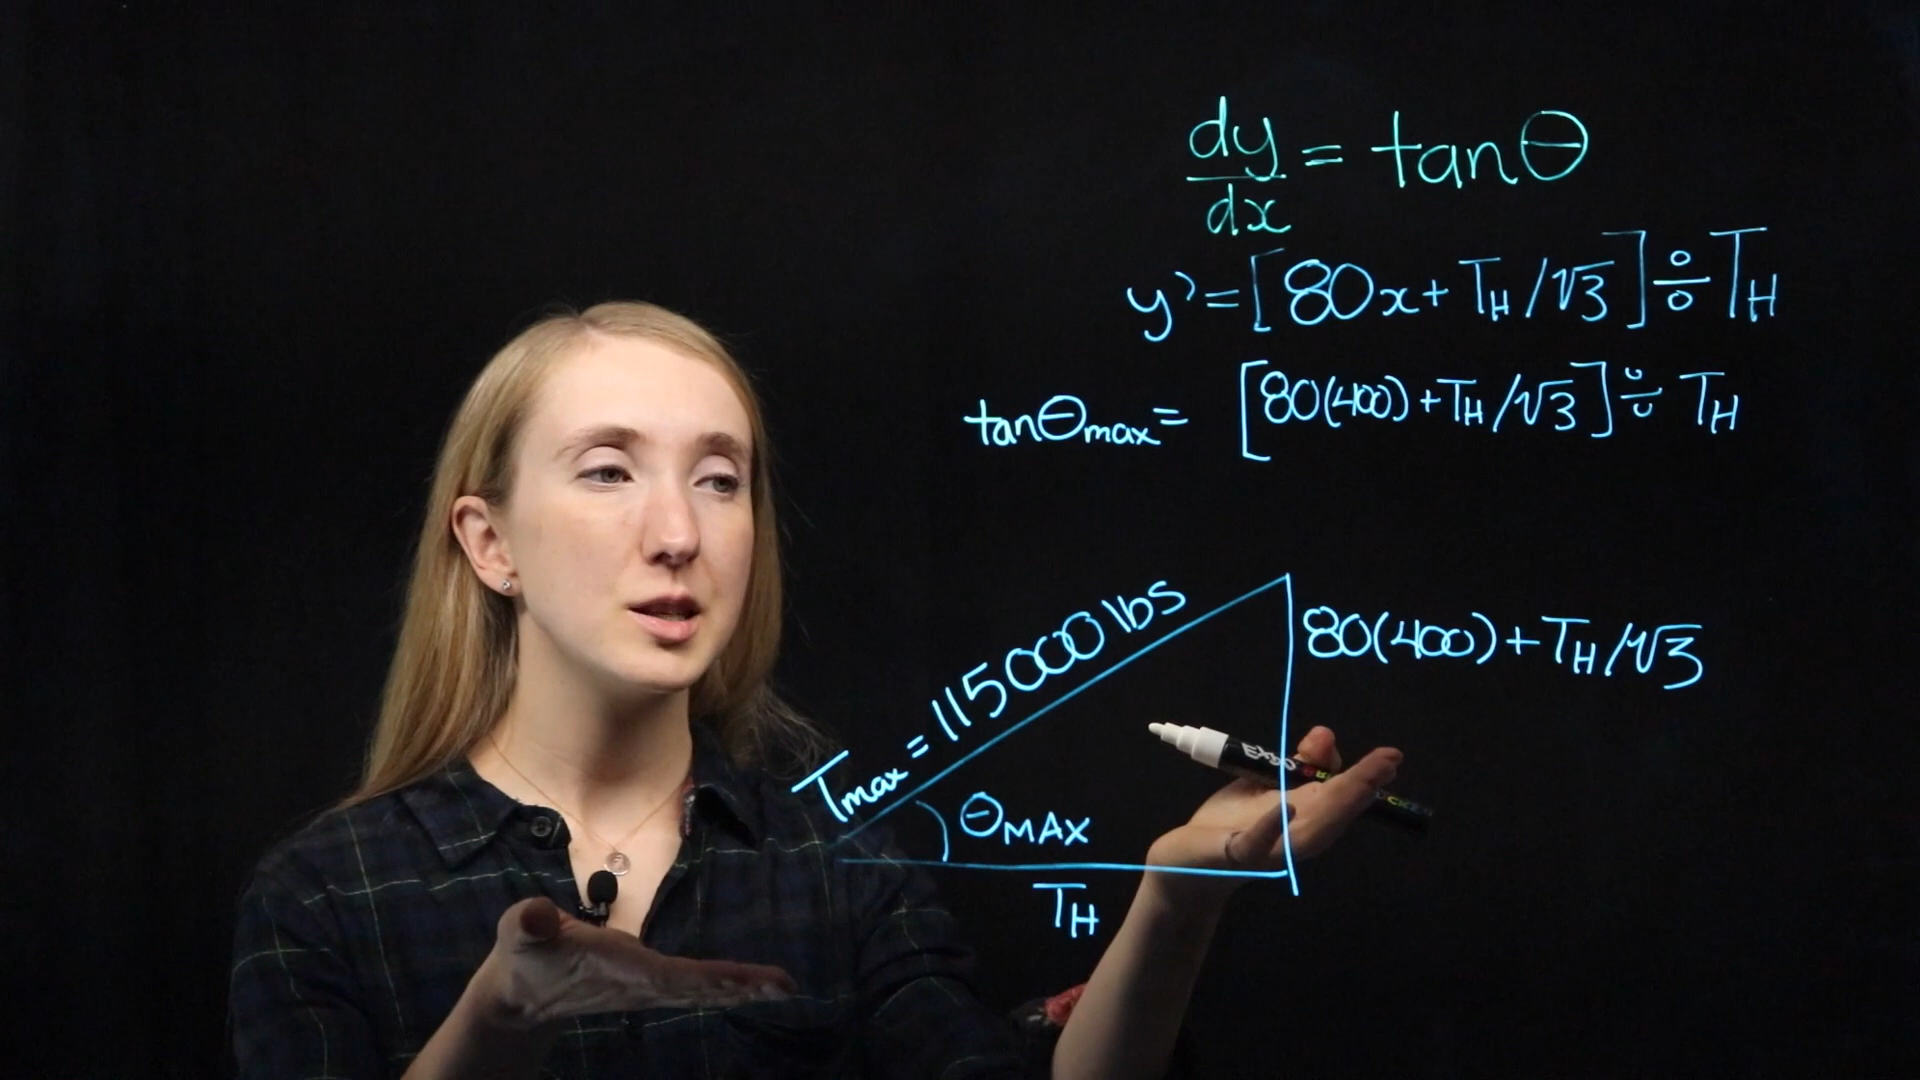 dy/dx = tanθ
y' = [80x + T_H/√3] ÷ T_H
tanθmax = [80(400) + T_H/√3] ÷ T_H
Tmax = 115000 lbs
80(400) + T_H/√3
EXPO
θMAX
T_H